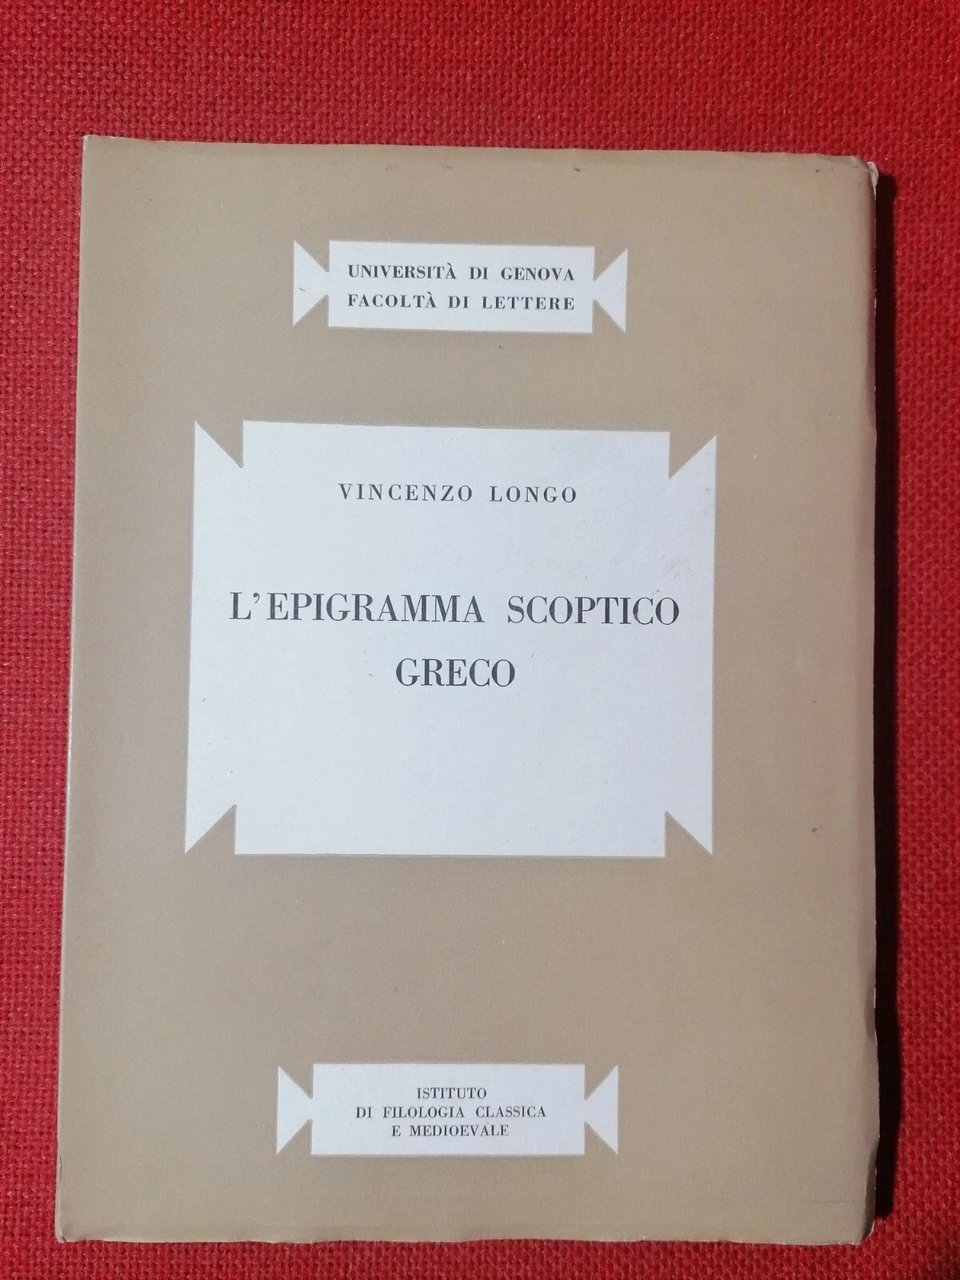 UNIVERSITÀ DI GENOVA
FACOLTÀ DI LETTERE
VINCENZO LONGO
L'EPIGRAMMA SCOPTICO
GRECO
ISTITUTO
DI FILOLOGIA CLASSICA
E MEDIOEVALE